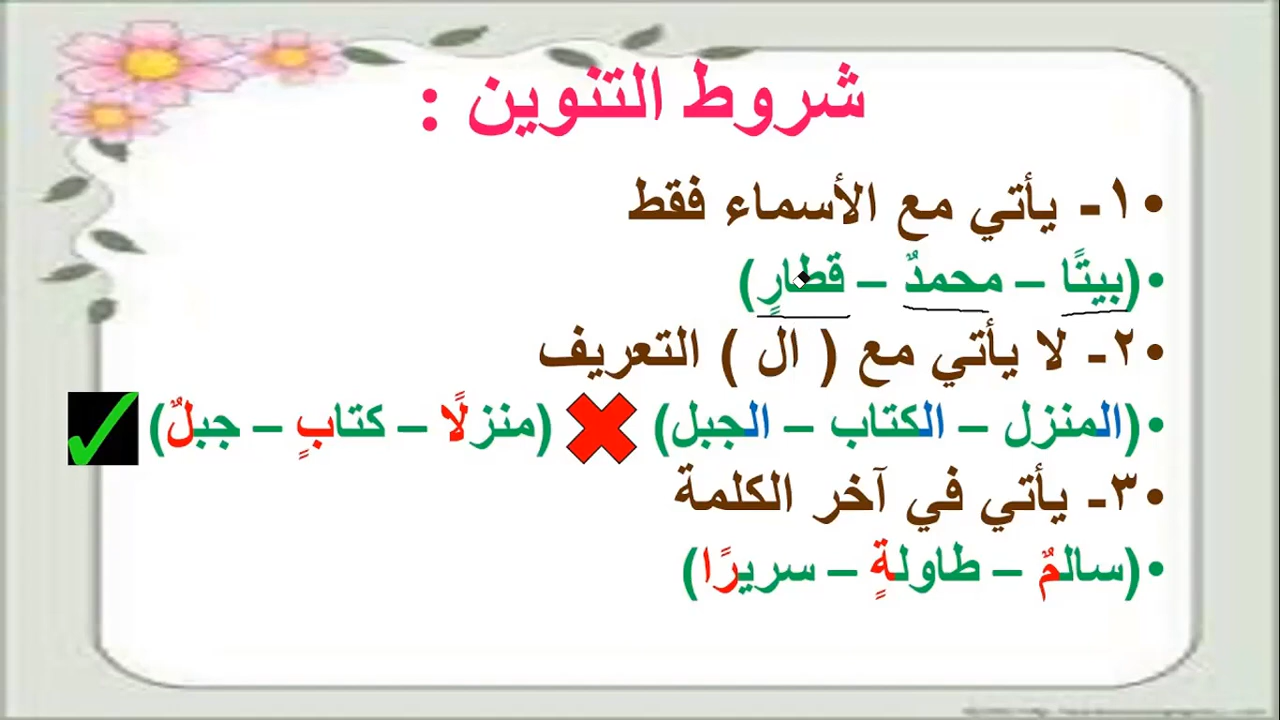 شروط التنوين :
•١- يأتي مع الأسماء فقط
•(بيتًا – محمدٌ – قطارٍ)
•٢- لا يأتي مع ( ال ) التعريف
•(المنزل – الكتاب – الجبل) (منزلًا – كتابٍ – جبلٌ)
•٣- يأتي في آخر الكلمة
•(سالمٌ – طاولةٍ – سريرًا)